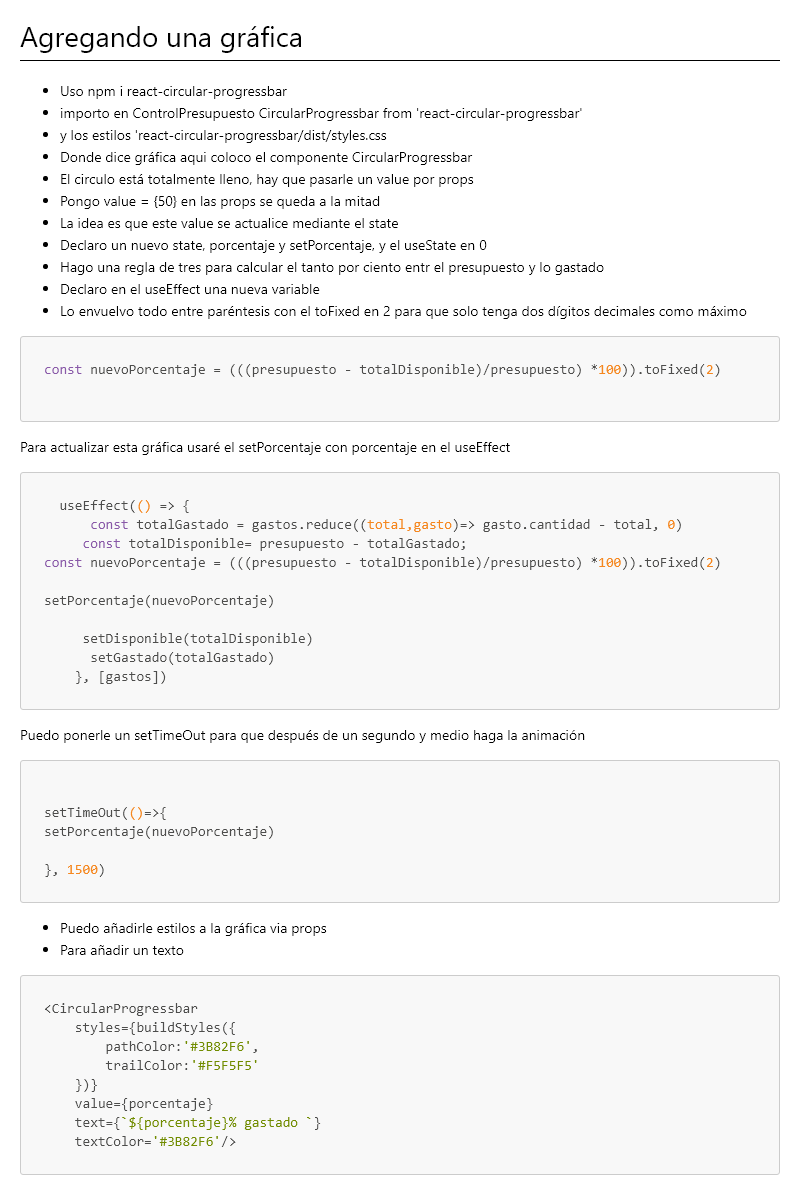 Agregando una gráfica
Uso npm i react-circular-progressbar
importo en ControlPresupuesto CircularProgressbar from 'react-circular-progressbar'
y los estilos 'react-circular-progressbar/dist/styles.css
Donde dice gráfica aqui coloco el componente CircularProgressbar
El circulo está totalmente lleno, hay que pasarle un value por props
Pongo value = {50} en las props se queda a la mitad
La idea es que este value se actualice mediante el state
Declaro un nuevo state, porcentaje y setPorcentaje, y el useState en 0
Hago una regla de tres para calcular el tanto por ciento entr el presupuesto y lo gastado
Declaro en el useEffect una nueva variable
Lo envuelvo todo entre paréntesis con el toFixed en 2 para que solo tenga dos dígitos decimales como máximo
const nuevoPorcentaje = (((presupuesto - totalDisponible)/presupuesto) *100)).toFixed(2)
Para actualizar esta gráfica usaré el setPorcentaje con porcentaje en el useEffect
useEffect(() => {
const totalGastado = gastos.reduce((total,gasto)=> gasto.cantidad - total, 0)
const totalDisponible= presupuesto - totalGastado;
const nuevoPorcentaje = (((presupuesto - totalDisponible)/presupuesto) *100)).toFixed(2)
setPorcentaje(nuevoPorcentaje)
setDisponible(totalDisponible)
setGastado(totalGastado)
}, [gastos])
Puedo ponerle un setTimeOut para que después de un segundo y medio haga la animación
setTimeOut(()=>{
setPorcentaje(nuevoPorcentaje)
}, 1500)
Puedo añadirle estilos a la gráfica via props
Para añadir un texto
<CircularProgressbar
styles={buildStyles({
pathColor:'#3B82F6',
trailColor:'#F5F5F5'
})}
value={porcentaje}
text={`${porcentaje}% gastado `}
textColor='#3B82F6'/>